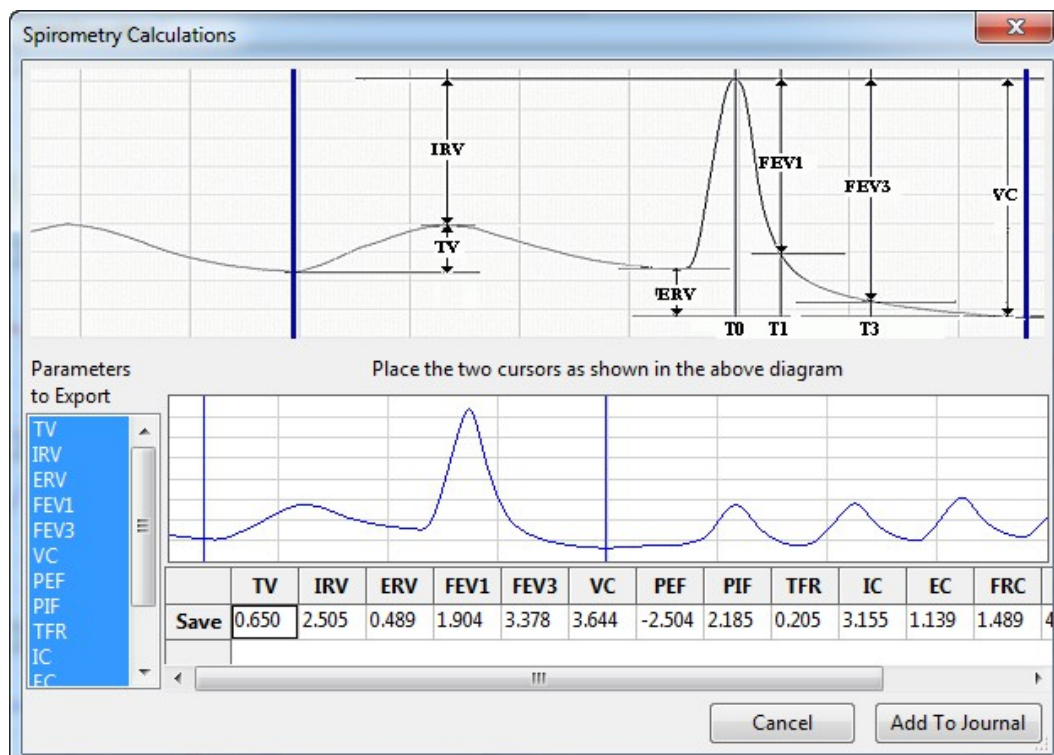 Spirometry Calculations
IRV
FEV1
FEV3
VC
TV
ERV
T0 T1 T3
Parameters
to Export
Place the two cursors as shown in the above diagram
TV
IRV
ERV
FEV1
FEV3
VC
PEF
PIF
TFR
IC
EC
TV IRV ERV FEV1 FEV3 VC PEF PIF TFR IC EC FRC
Save 0.650 2.505 0.489 1.904 3.378 3.644 -2.504 2.185 0.205 3.155 1.139 1.489 4
Cancel Add To Journal